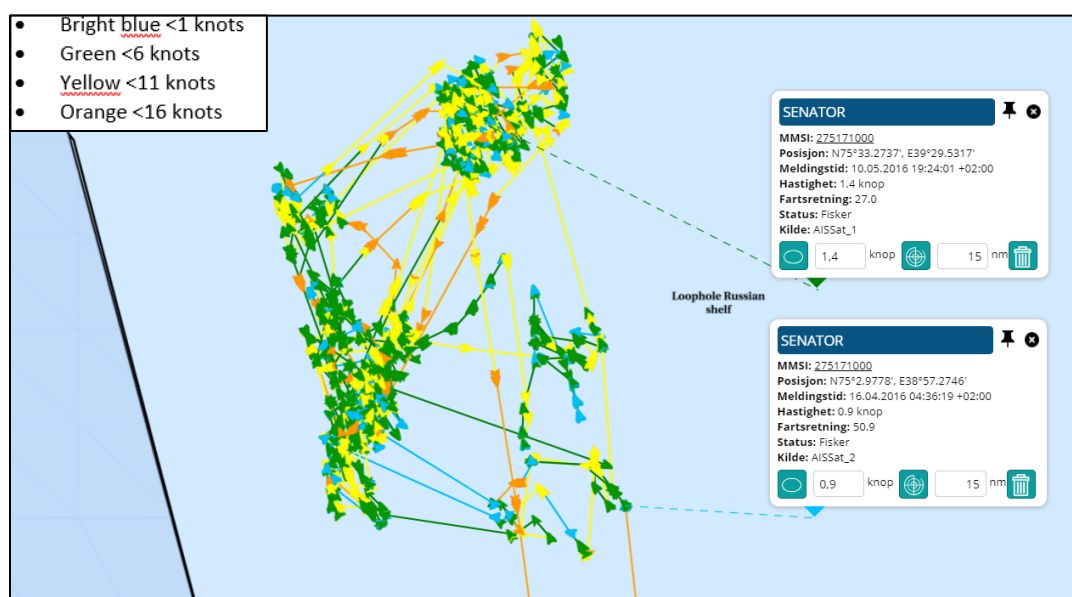 • Bright blue <1 knots
• Green <6 knots
• Yellow <11 knots
• Orange <16 knots
SENATOR
MMSI: 275171000
Posisjon: N75°33.2737', E39°29.5317'
Meldingstid: 10.05.2016 19:24:01 +02:00
Hastighet: 1.4 knop
Fartsretning: 27.0
Status: Fisker
Kilde: AISSat_1
1,4 knop 15 nm
Loophole Russian
shelf
SENATOR
MMSI: 275171000
Posisjon: N75°2.9778', E38°57.2746'
Meldingstid: 16.04.2016 04:36:19 +02:00
Hastighet: 0.9 knop
Fartsretning: 50.9
Status: Fisker
Kilde: AISSat_2
0,9 knop 15 nm